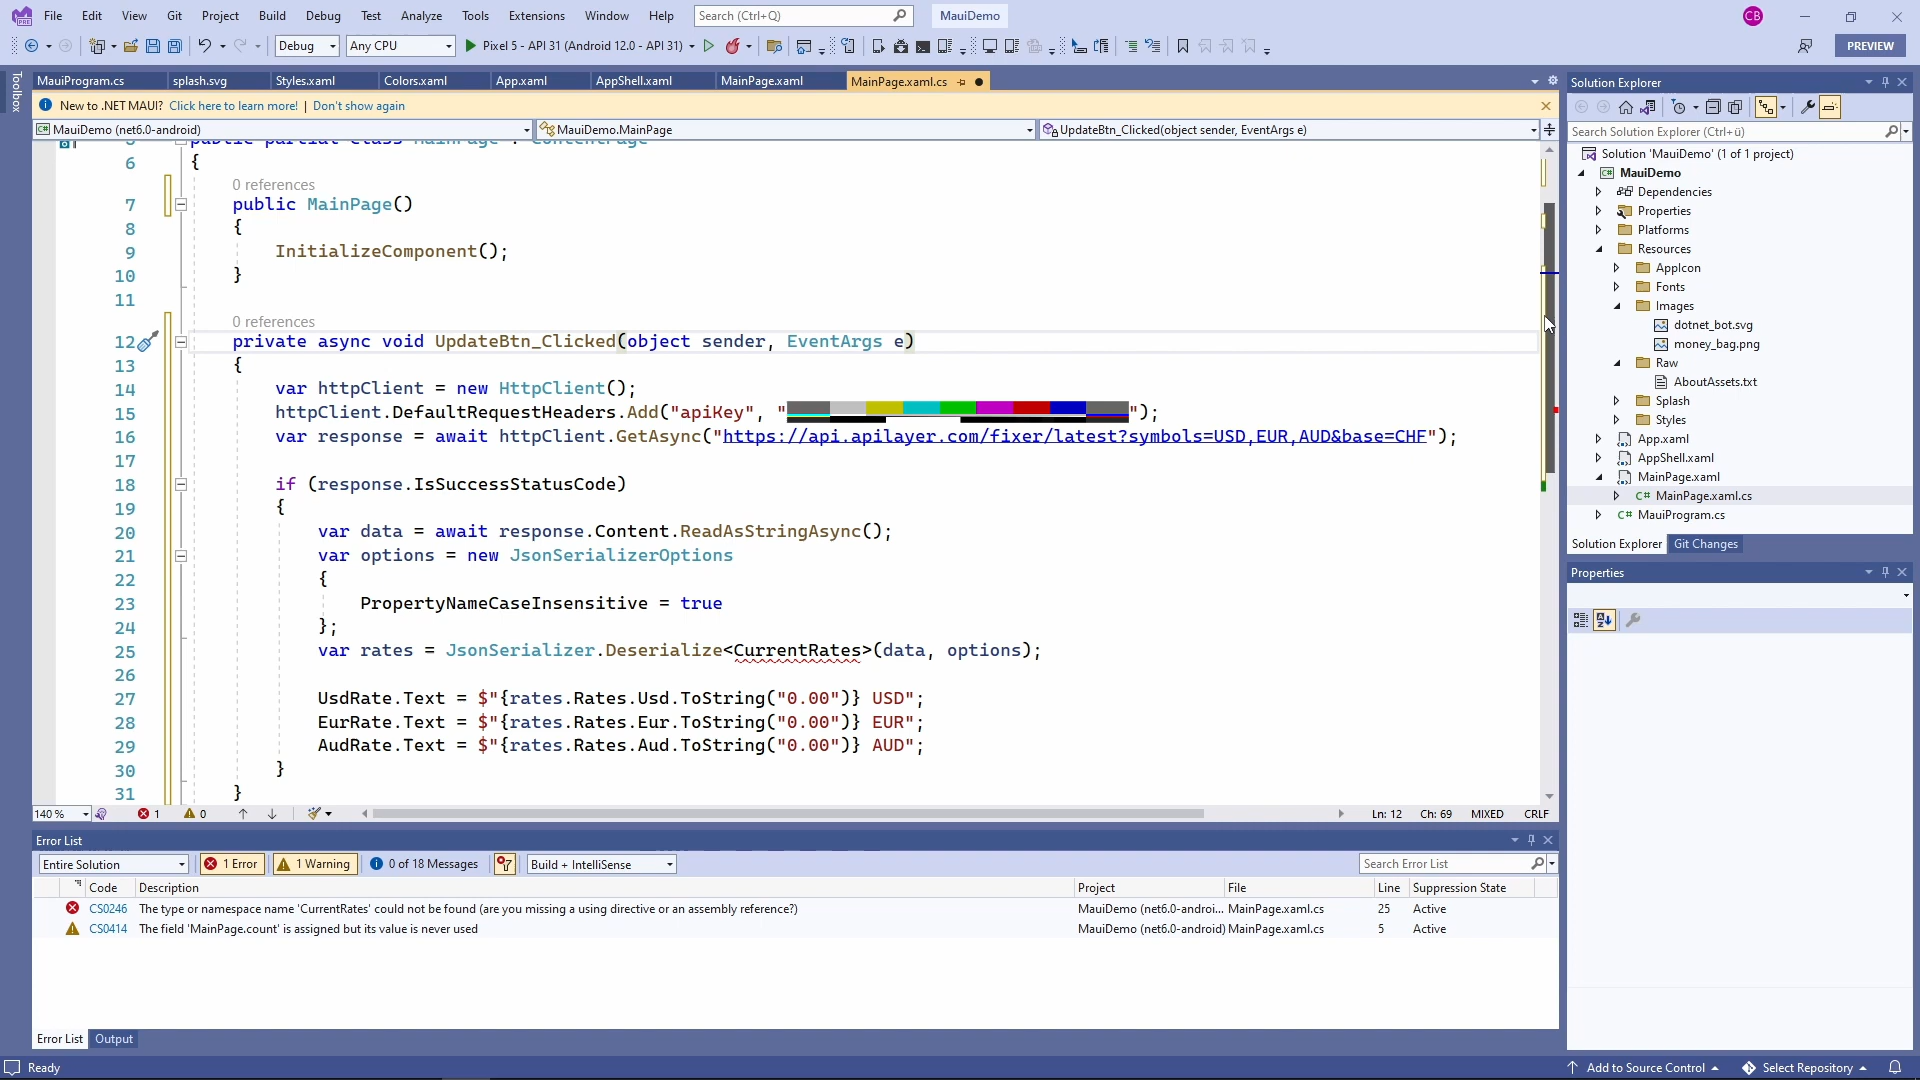 File Edit View Git Project Build Debug Test Analyze Tools Extensions Window Help Search (Ctrl+Q) MauiDemo CB
Debug Any CPU Pixel 5 - API 31 (Android 12.0 - API 31) PREVIEW
Toolbox
MauiProgram.cs splash.svg Styles.xaml Colors.xaml App.xaml AppShell.xaml MainPage.xaml MainPage.xaml.cs
New to .NET MAUI? Click here to learn more! | Don't show again
MauiDemo (net6.0-android) MauiDemo.MainPage UpdateBtn_Clicked(object sender, EventArgs e)
5 public partial class MainPage : ContentPage
6 {
0 references
7 public MainPage()
8 {
9 InitializeComponent();
10 }
11
0 references
12 private async void UpdateBtn_Clicked(object sender, EventArgs e)
13 {
14 var httpClient = new HttpClient();
15 httpClient.DefaultRequestHeaders.Add("apiKey", " ");
16 var response = await httpClient.GetAsync("https://api.apilayer.com/fixer/latest?symbols=USD,EUR,AUD&base=CHF");
17
18 if (response.IsSuccessStatusCode)
19 {
20 var data = await response.Content.ReadAsStringAsync();
21 var options = new JsonSerializerOptions
22 {
23 PropertyNameCaseInsensitive = true
24 };
25 var rates = JsonSerializer.Deserialize<CurrentRates>(data, options);
26
27 UsdRate.Text = $"{rates.Rates.Usd.ToString("0.00")} USD";
28 EurRate.Text = $"{rates.Rates.Eur.ToString("0.00")} EUR";
29 AudRate.Text = $"{rates.Rates.Aud.ToString("0.00")} AUD";
30 }
31 }
140 % 1 0 Ln: 12 Ch: 69 MIXED CRLF
Error List
Entire Solution 1 Error 1 Warning 0 of 18 Messages Build + IntelliSense Search Error List
Code Description Project File Line Suppression State
CS0246 The type or namespace name 'CurrentRates' could not be found (are you missing a using directive or an assembly reference?) MauiDemo (net6.0-androi... MainPage.xaml.cs 25 Active
CS0414 The field 'MainPage.count' is assigned but its value is never used MauiDemo (net6.0-android) MainPage.xaml.cs 5 Active
Error List Output
Solution Explorer
Search Solution Explorer (Ctrl+ü)
Solution 'MauiDemo' (1 of 1 project)
MauiDemo
Dependencies
Properties
Platforms
Resources
AppIcon
Fonts
Images
dotnet_bot.svg
money_bag.png
Raw
AboutAssets.txt
Splash
Styles
App.xaml
AppShell.xaml
MainPage.xaml
C# MainPage.xaml.cs
C# MauiProgram.cs
Solution Explorer Git Changes
Properties
Ready Add to Source Control Select Repository